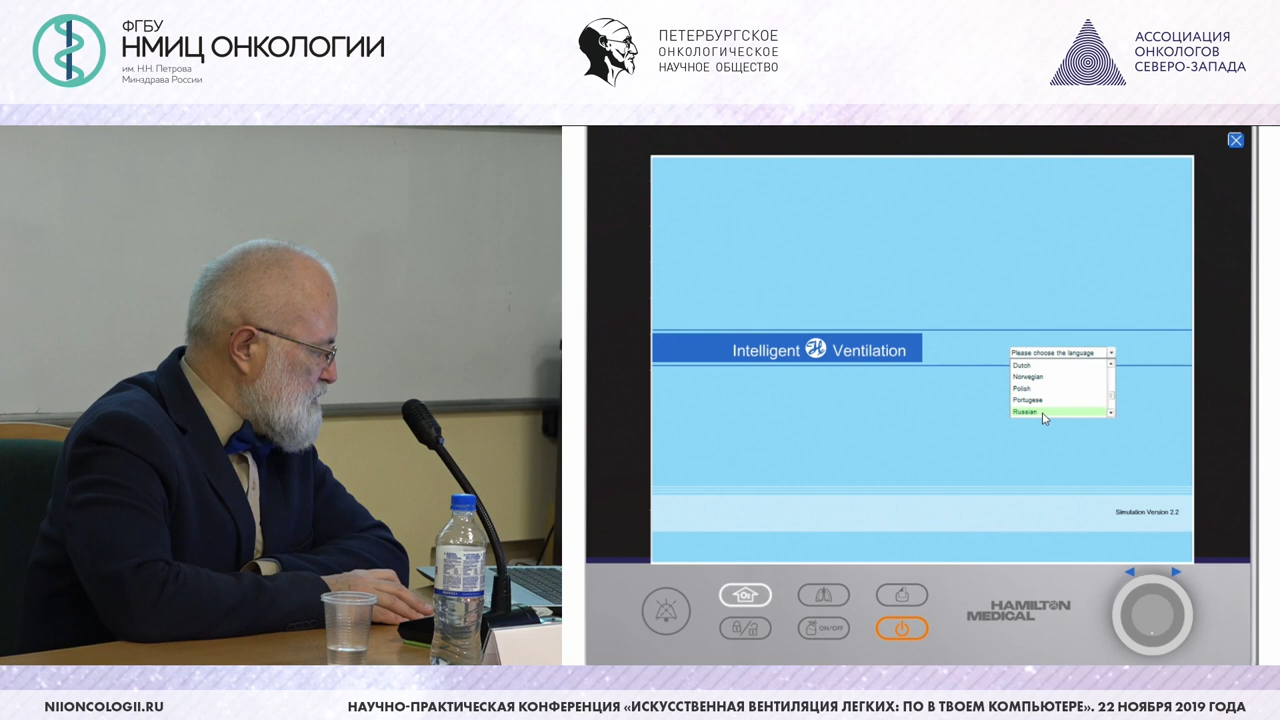 ФГБУ
НМИЦ ОНКОЛОГИИ
им. Н.Н. Петрова
Минздрава России
ПЕТЕРБУРГСКОЕ
ОНКОЛОГИЧЕСКОЕ
НАУЧНОЕ ОБЩЕСТВО
АССОЦИАЦИЯ
ОНКОЛОГОВ
СЕВЕРО-ЗАПАДА
Intelligent Ventilation
Please choose the language
Dutch
Norwegian
Polish
Portugese
Russian
Simulation Version 2.2
O2
ON/OFF
HAMILTON
MEDICAL
NIIONCOLOGII.RU
НАУЧНО-ПРАКТИЧЕСКАЯ КОНФЕРЕНЦИЯ «ИСКУССТВЕННАЯ ВЕНТИЛЯЦИЯ ЛЕГКИХ: ПО В ТВОЕМ КОМПЬЮТЕРЕ». 22 НОЯБРЯ 2019 ГОДА